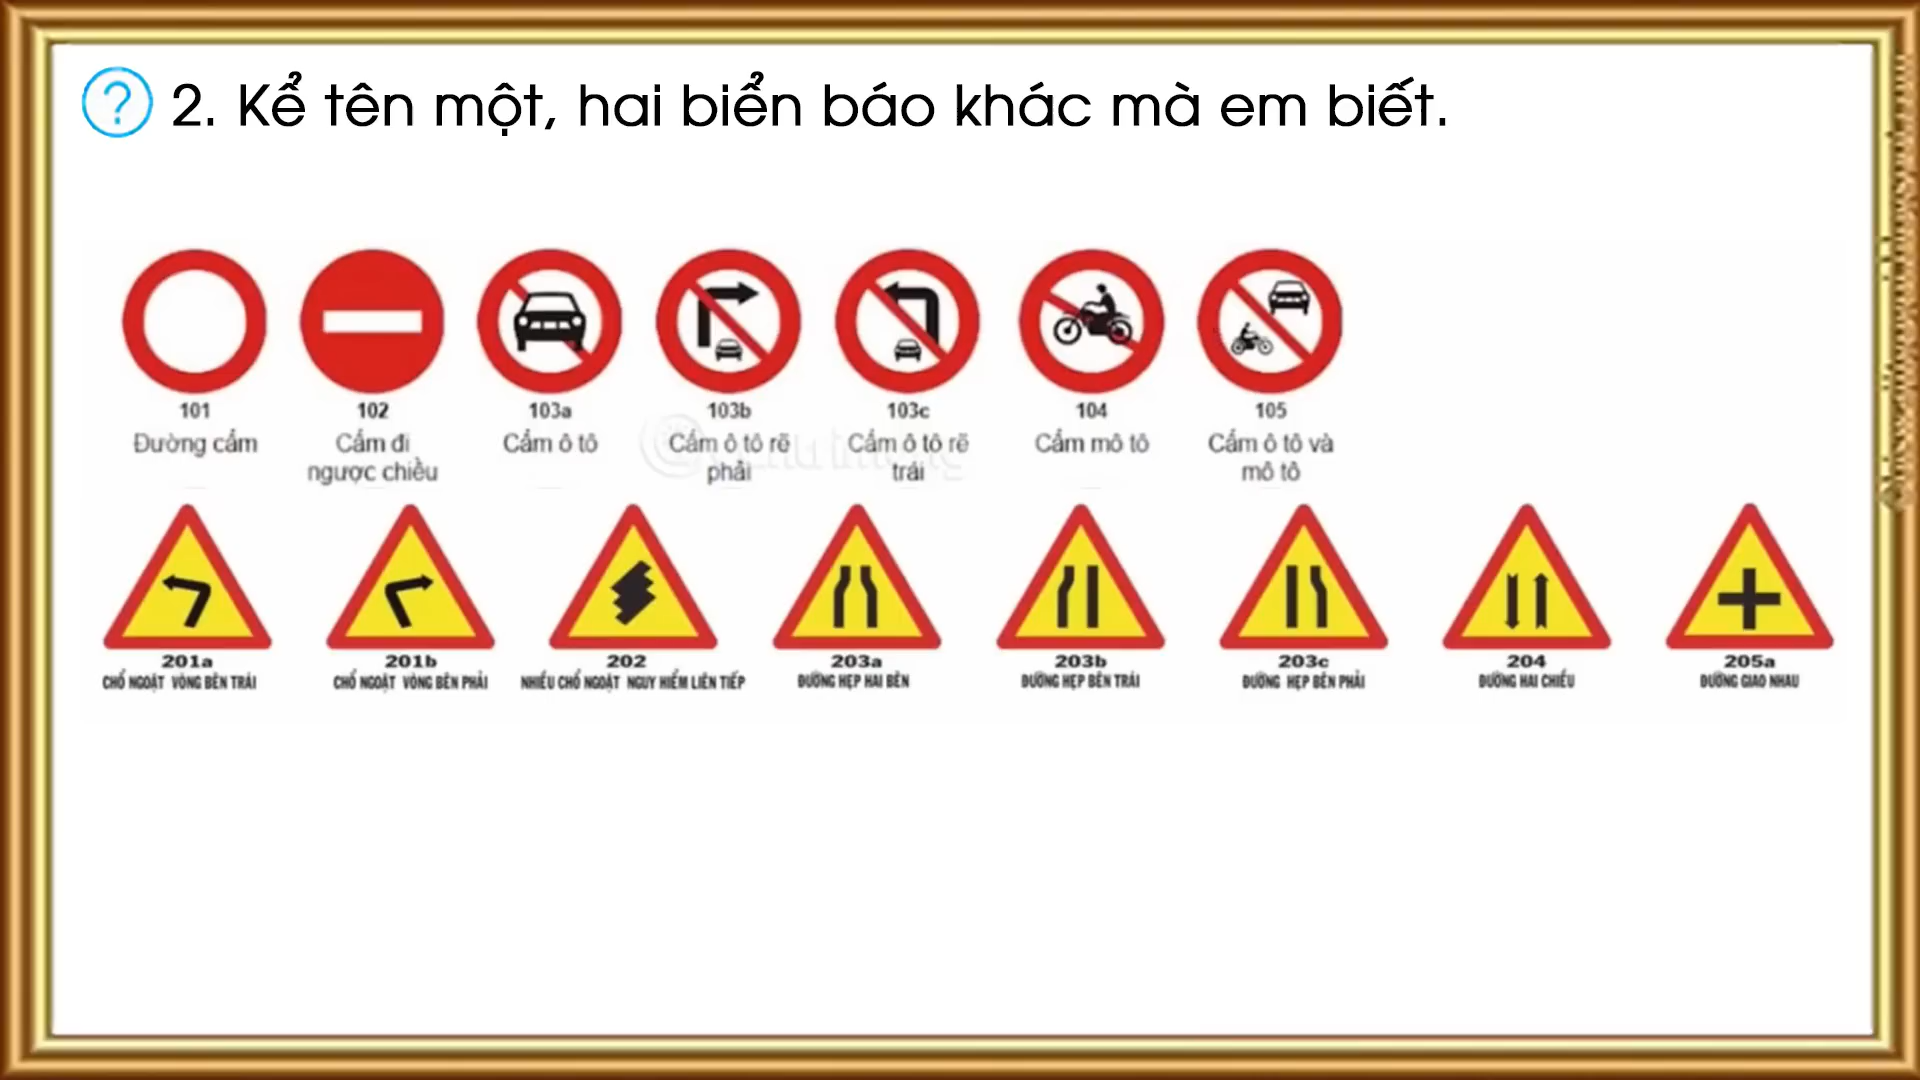 ? 2. Kể tên một, hai biển báo khác mà em biết.
101 102 103a 103b 103c 104 105
Đường cấm Cấm đi Cấm ô tô Cấm ô tô rẽ Cấm ô tô rẽ Cấm mô tô Cấm ô tô và
ngược chiều phải trái mô tô
201a 201b 202 203a 203b 203c 204 205a
CHỖ NGOẶT VÒNG BÊN TRÁI CHỖ NGOẶT VÒNG BÊN PHẢI NHIỀU CHỖ NGOẶT NGUY HIỂM LIÊN TIẾP ĐƯỜNG HẸP HAI BÊN ĐƯỜNG HẸP BÊN TRÁI ĐƯỜNG HẸP BÊN PHẢI ĐƯỜNG HAI CHIỀU ĐƯỜNG GIAO NHAU